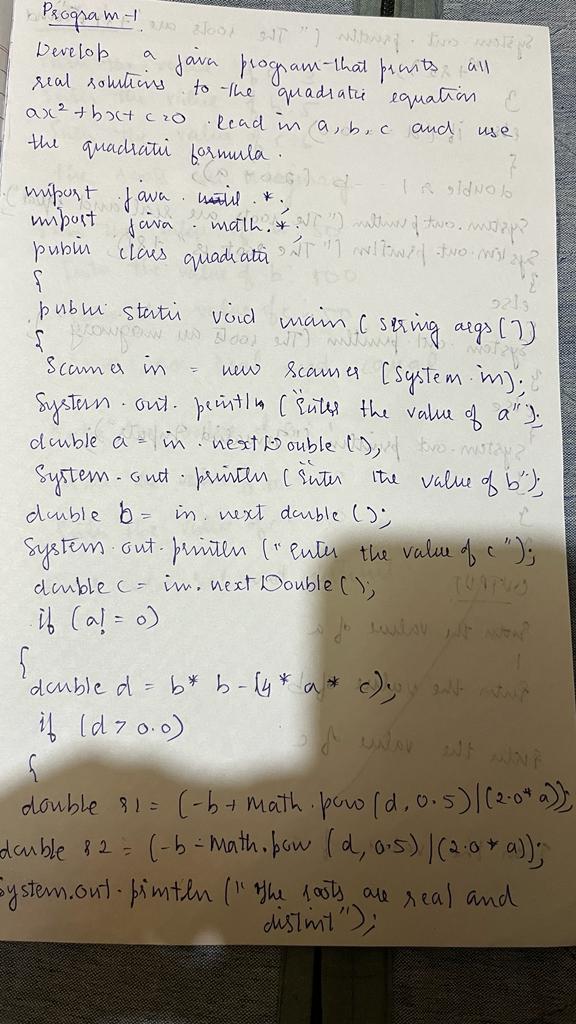 Program-1
Develop a java program that prints all
real solutions to the quadratic equation
ax² + bx + c = 0. Read in a, b, c and use
the quadratic formula.
import java.util.*;
import java.math.*;
public class quadratic
{
public static void main (String args [])
{
Scanner in = new Scanner (System.in);
System.out.println ("Enter the value of a");
double a = in.nextDouble ();
System.out.println ("Enter the value of b");
double b = in.next double ();
System.out.println ("Enter the value of c");
double c = in.nextDouble ();
if (a! = 0)
{
double d = b* b-(4* a* c);
if (d > 0.0)
{
double r1 = (-b + Math.pow (d, 0.5)|(2.0* a));
double r2 = (-b - Math.pow (d, 0.5)|(2.0 * a));
System.out.println ("The roots are real and
distint");